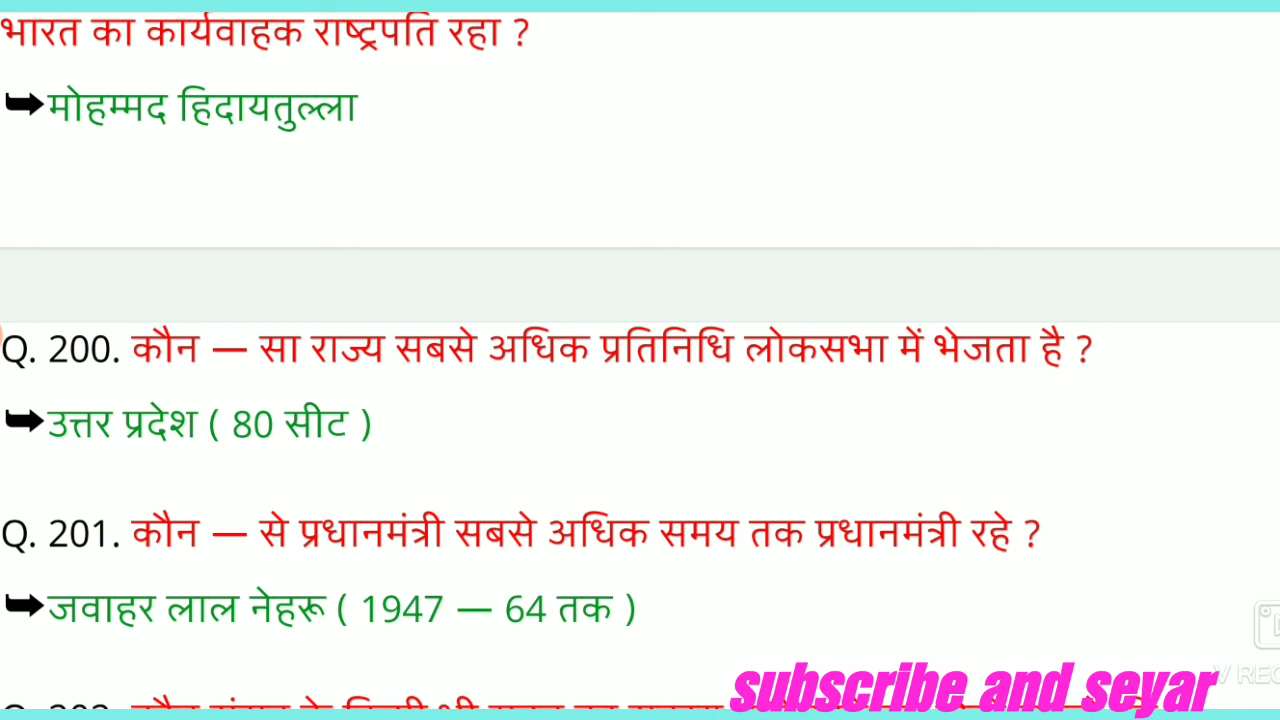 भारत का कार्यवाहक राष्ट्रपति रहा ?
➥मोहम्मद हिदायतुल्ला
Q. 200. कौन — सा राज्य सबसे अधिक प्रतिनिधि लोकसभा में भेजता है ?
➥उत्तर प्रदेश ( 80 सीट )
Q. 201. कौन — से प्रधानमंत्री सबसे अधिक समय तक प्रधानमंत्री रहे ?
➥जवाहर लाल नेहरू ( 1947 — 64 तक )
subscribe and seyar
V REC